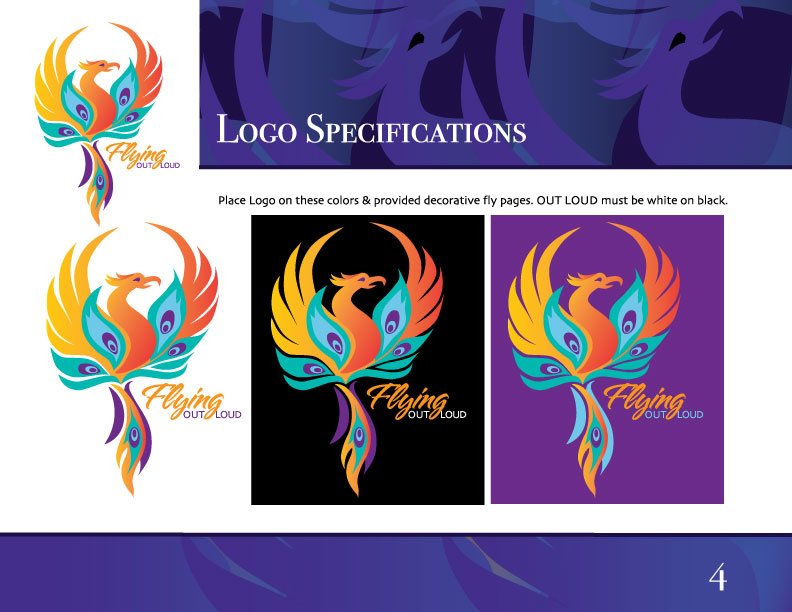 Flying
OUT LOUD
LOGO SPECIFICATIONS
Place Logo on these colors & provided decorative fly pages. OUT LOUD must be white on black.
Flying
OUT LOUD
Flying
OUT LOUD
Flying
OUT LOUD
4